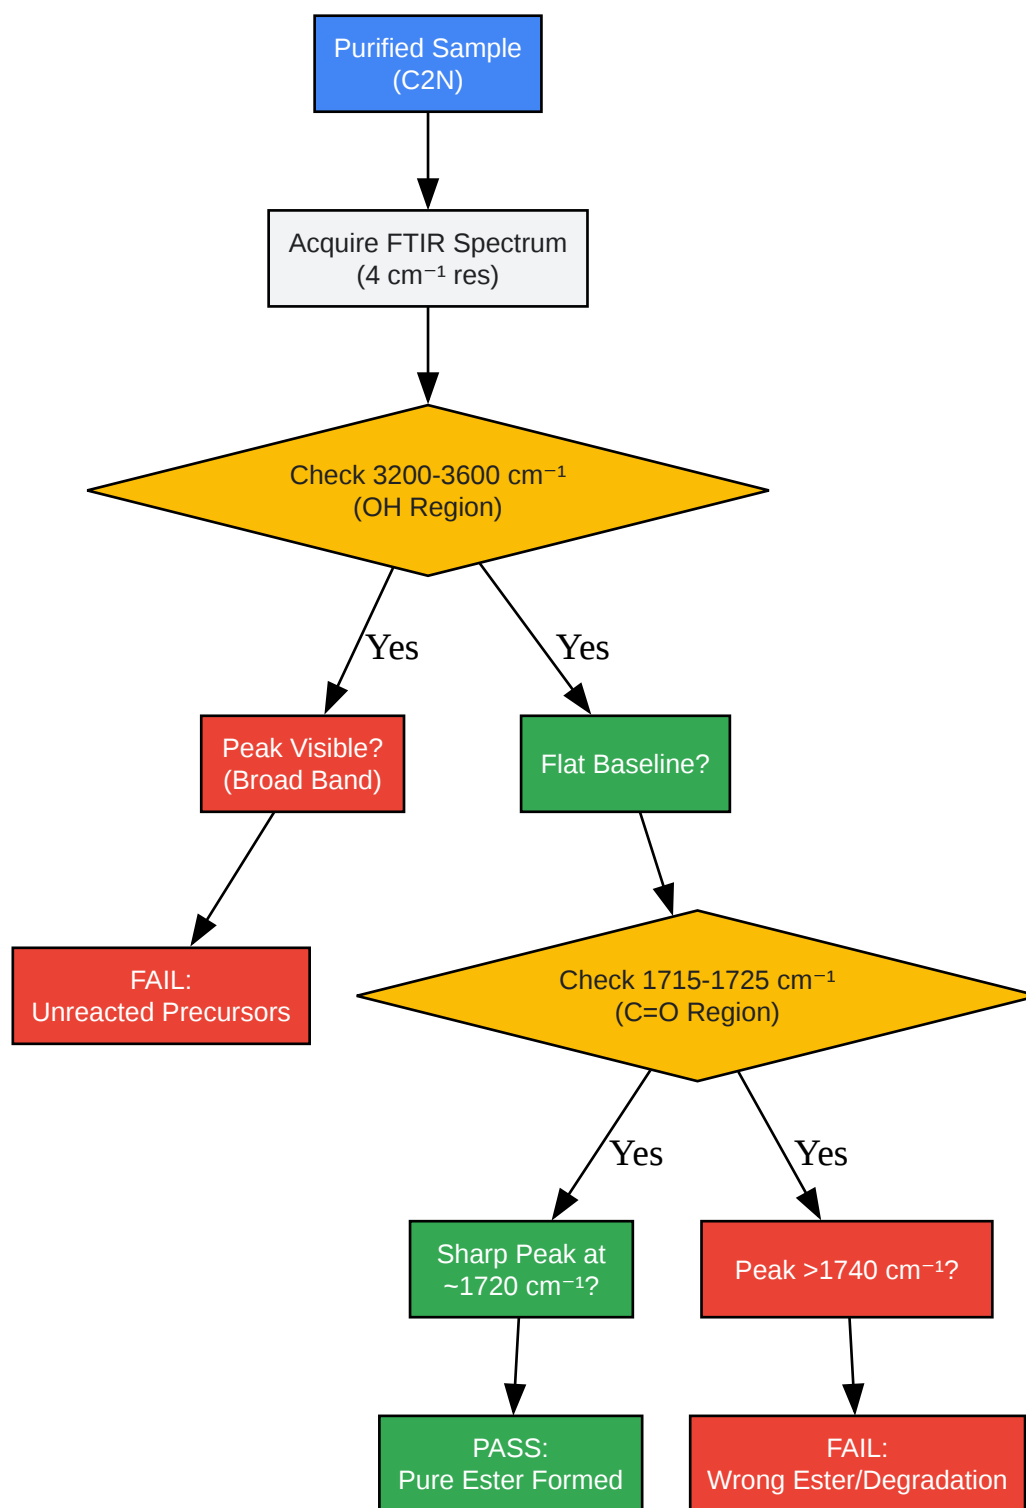 Purified Sample
(C2N)
Acquire FTIR Spectrum
(4 cm⁻¹ res)
Check 3200-3600 cm⁻¹
(OH Region)
Yes
Yes
Peak Visible?
(Broad Band)
Flat Baseline?
FAIL:
Unreacted Precursors
Check 1715-1725 cm⁻¹
(C=O Region)
Yes
Yes
Sharp Peak at
~1720 cm⁻¹?
Peak >1740 cm⁻¹?
PASS:
Pure Ester Formed
FAIL:
Wrong Ester/Degradation